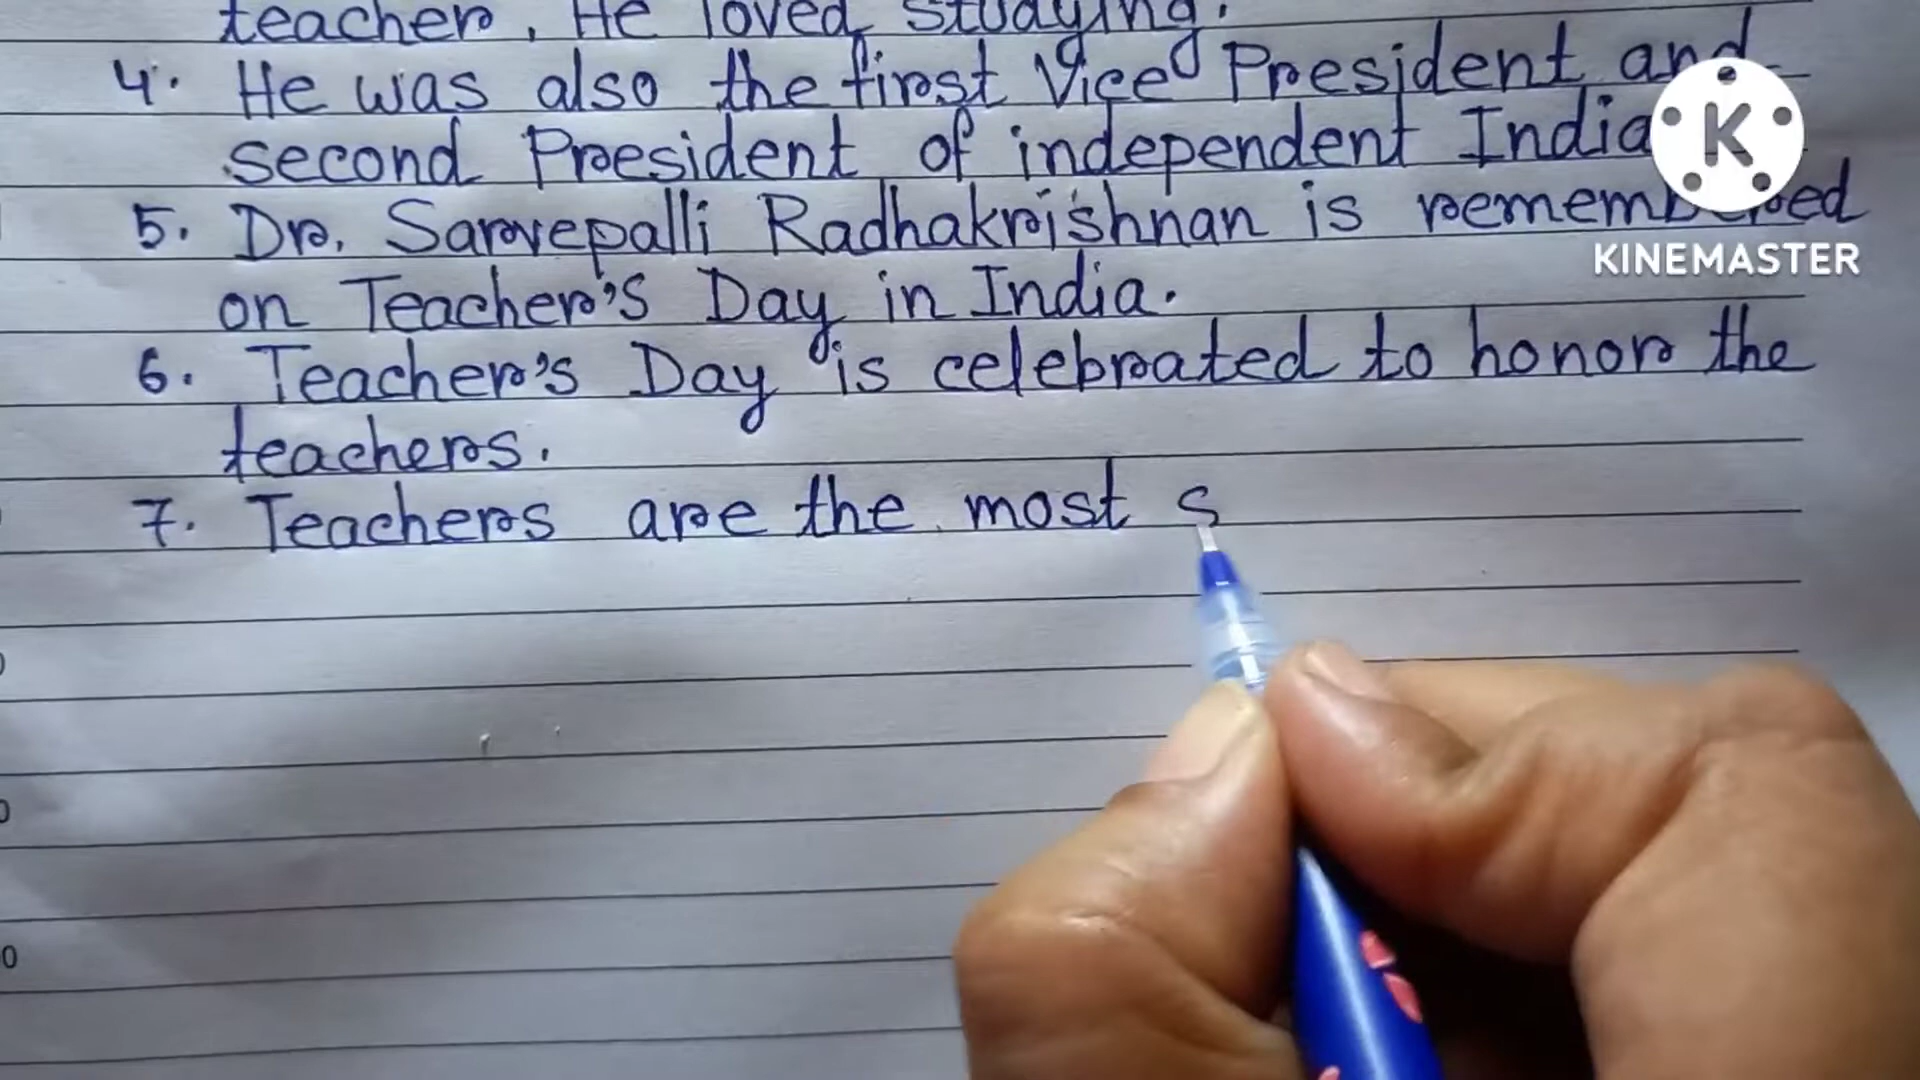 teacher. He loved studying.
4. He was also the first Vice President and
second President of independent India
5. Dr. Sarvepalli Radhakrishnan is remembered
on Teacher's Day in India.
6. Teacher's Day is celebrated to honor the
teachers.
7. Teachers are the most s
K
KINEMASTER